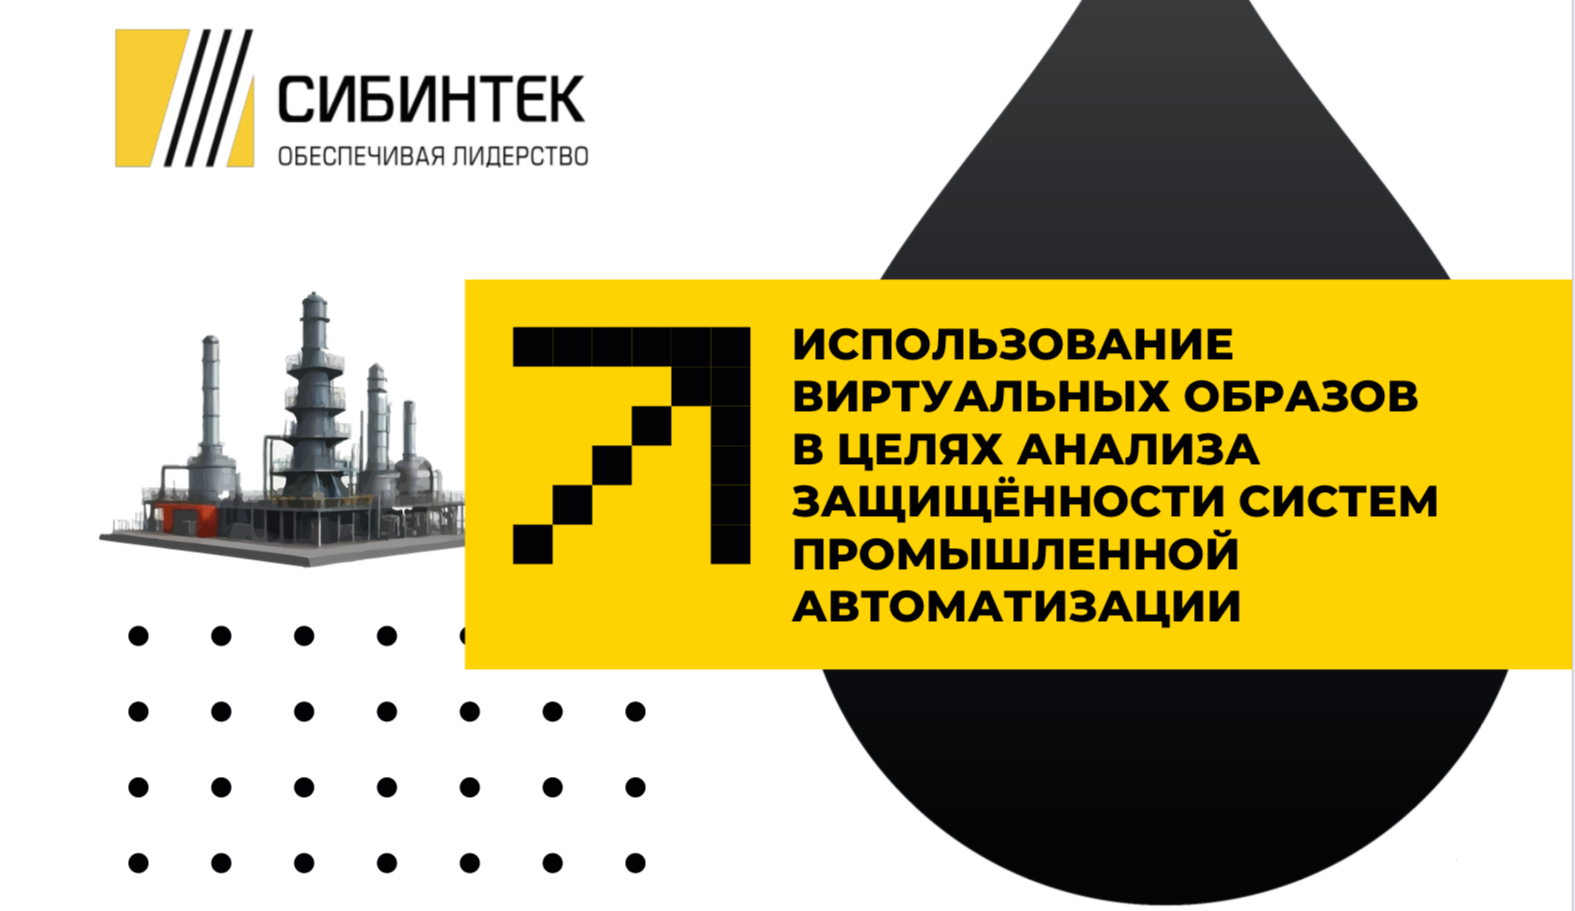 СИБИНТЕК
ОБЕСПЕЧИВАЯ ЛИДЕРСТВО
ИСПОЛЬЗОВАНИЕ
ВИРТУАЛЬНЫХ ОБРАЗОВ
В ЦЕЛЯХ АНАЛИЗА
ЗАЩИЩЁННОСТИ СИСТЕМ
ПРОМЫШЛЕННОЙ
АВТОМАТИЗАЦИИ